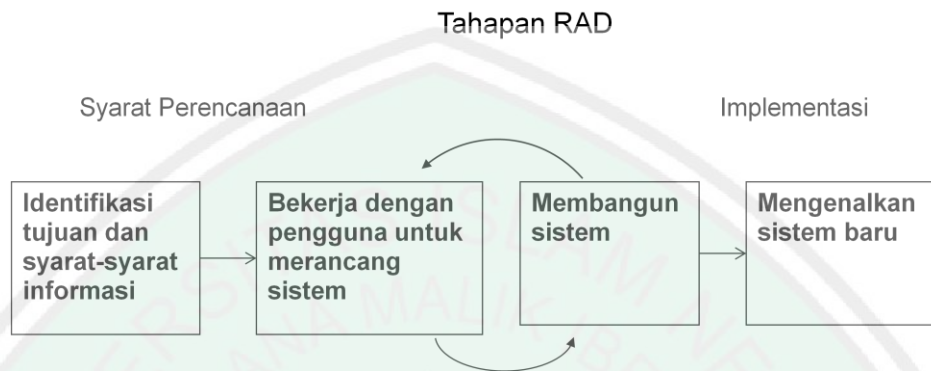 Tahapan RAD
Syarat Perencanaan
Implementasi
Identifikasi
tujuan dan
syarat-syarat
informasi
Bekerja dengan
pengguna untuk
merancang
sistem
Membangun
sistem
Mengenalkan
sistem baru